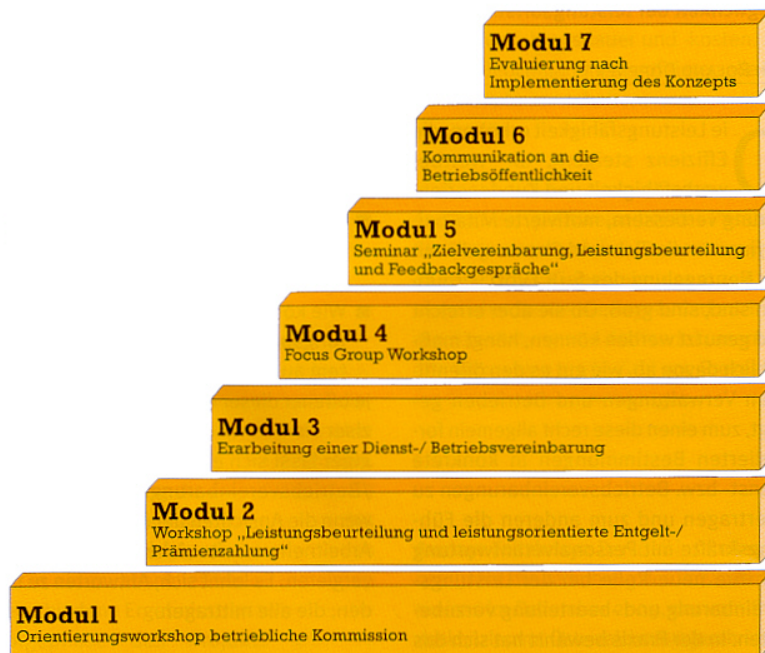 Modul 7
Evaluierung nach
Implementierung des Konzepts
Modul 6
Kommunikation an die
Betriebsöffentlichkeit
Modul 5
Seminar „Zielvereinbarung, Leistungsbeurteilung
und Feedbackgespräche“
Modul 4
Focus Group Workshop
Modul 3
Erarbeitung einer Dienst-/ Betriebsvereinbarung
Modul 2
Workshop „Leistungsbeurteilung und leistungsorientierte Entgelt-/
Prämienzahlung“
Modul 1
Orientierungsworkshop betriebliche Kommission